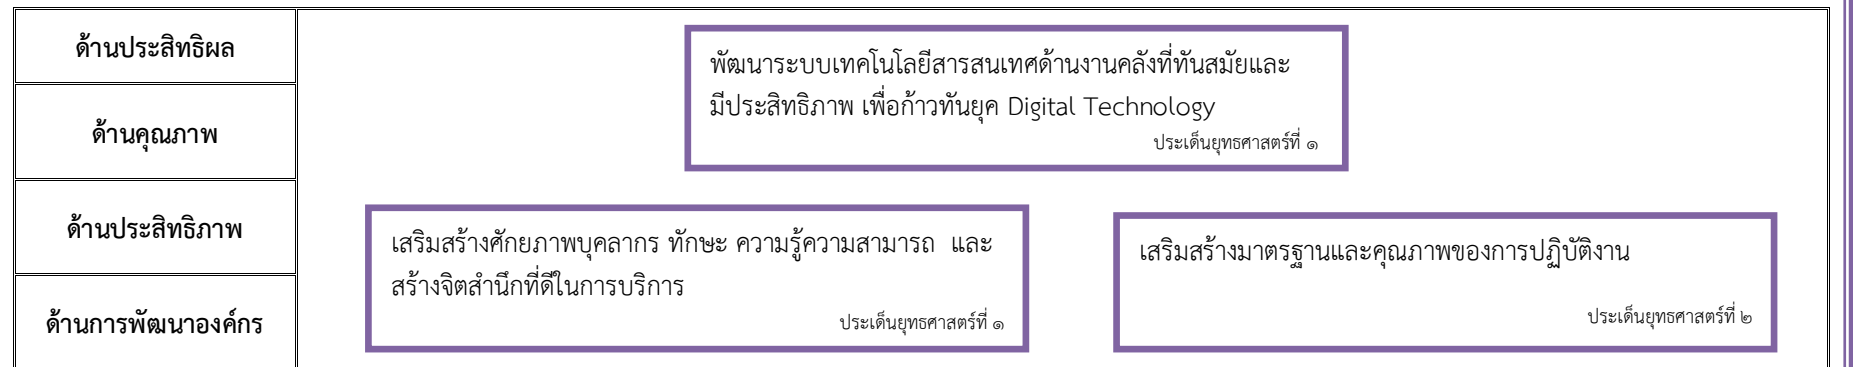 ด้านประสิทธิผล
ด้านคุณภาพ
ด้านประสิทธิภาพ
ด้านการพัฒนาองค์กร
พัฒนาระบบเทคโนโลยีสารสนเทศด้านงานคลังที่ทันสมัยและ
มีประสิทธิภาพ เพื่อก้าวทันยุค Digital Technology
ประเด็นยุทธศาสตร์ที่ ๑
เสริมสร้างศักยภาพบุคลากร ทักษะ ความรู้ความสามารถ และ
สร้างจิตสำนึกที่ดีในการบริการ
ประเด็นยุทธศาสตร์ที่ ๑
เสริมสร้างมาตรฐานและคุณภาพของการปฏิบัติงาน
ประเด็นยุทธศาสตร์ที่ ๒